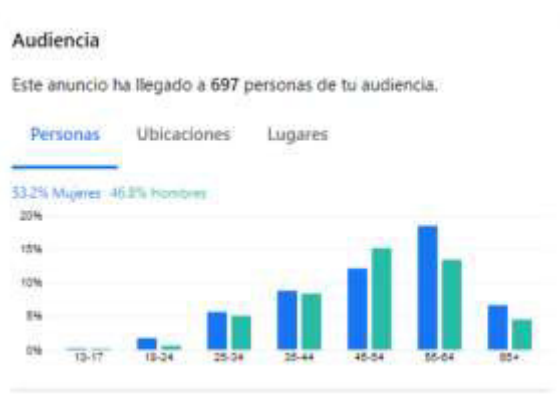 Audiencia
Este anuncio ha llegado a 697 personas de tu audiencia.
Personas Ubicaciones Lugares
53.2% Mujeres 46.8% Hombres
20%
15%
10%
5%
0%
13-17 18-24 25-34 35-44 45-54 55-64 65+